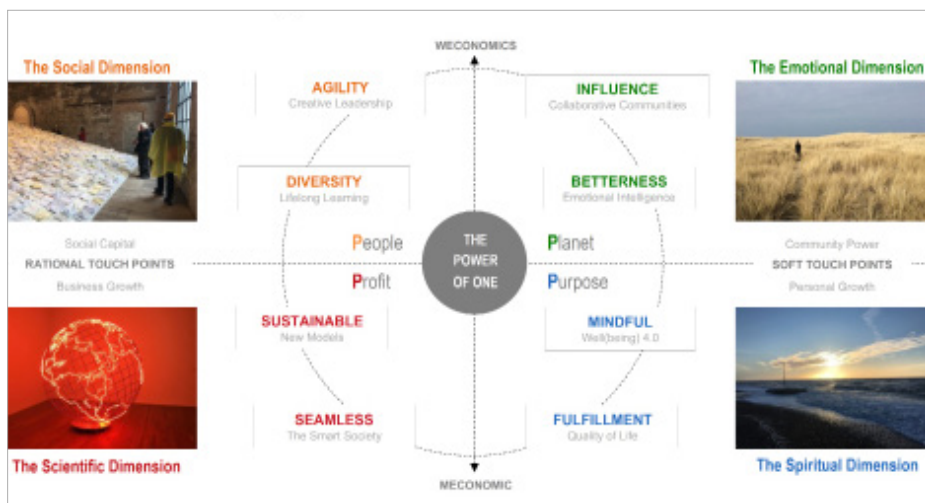 WECONOMICS
The Social Dimension
AGILITY
Creative Leadership
INFLUENCE
Collaborative Communities
The Emotional Dimension
DIVERSITY
Lifelong Learning
BETTERNESS
Emotional Intelligence
Social Capital
People
THE
POWER
OF ONE
Planet
Community Power
RATIONAL TOUCH POINTS
SOFT TOUCH POINTS
Business Growth
Profit
Purpose
Personal Growth
SUSTAINABLE
New Models
MINDFUL
Well(being) 4.0
SEAMLESS
The Smart Society
FULFILLMENT
Quality of Life
The Scientific Dimension
The Spiritual Dimension
MECONOMIC